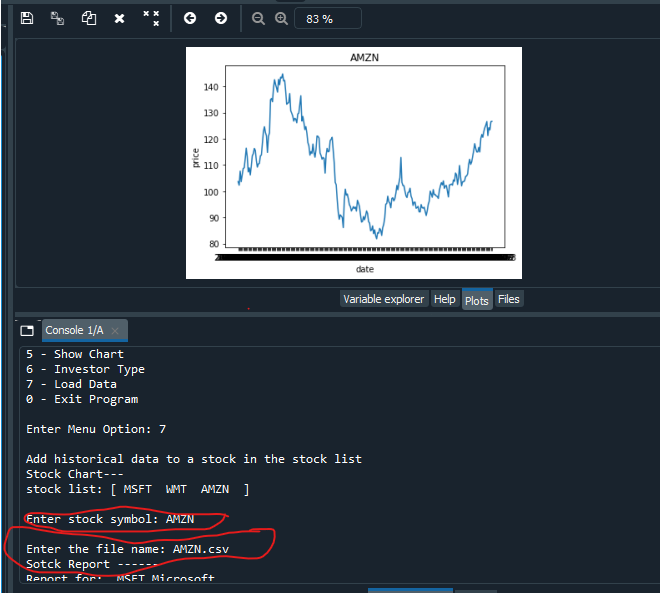 83 %
AMZN
140
130
120
110
100
90
80
price
date
Variable explorer Help Plots Files
Console 1/A
5 - Show Chart
6 - Investor Type
7 - Load Data
0 - Exit Program
Enter Menu Option: 7
Add historical data to a stock in the stock list
Stock Chart---
stock list: [ MSFT WMT AMZN ]
Enter stock symbol: AMZN
Enter the file name: AMZN.csv
Sotck Report ------
Report for: MSFT Microsoft